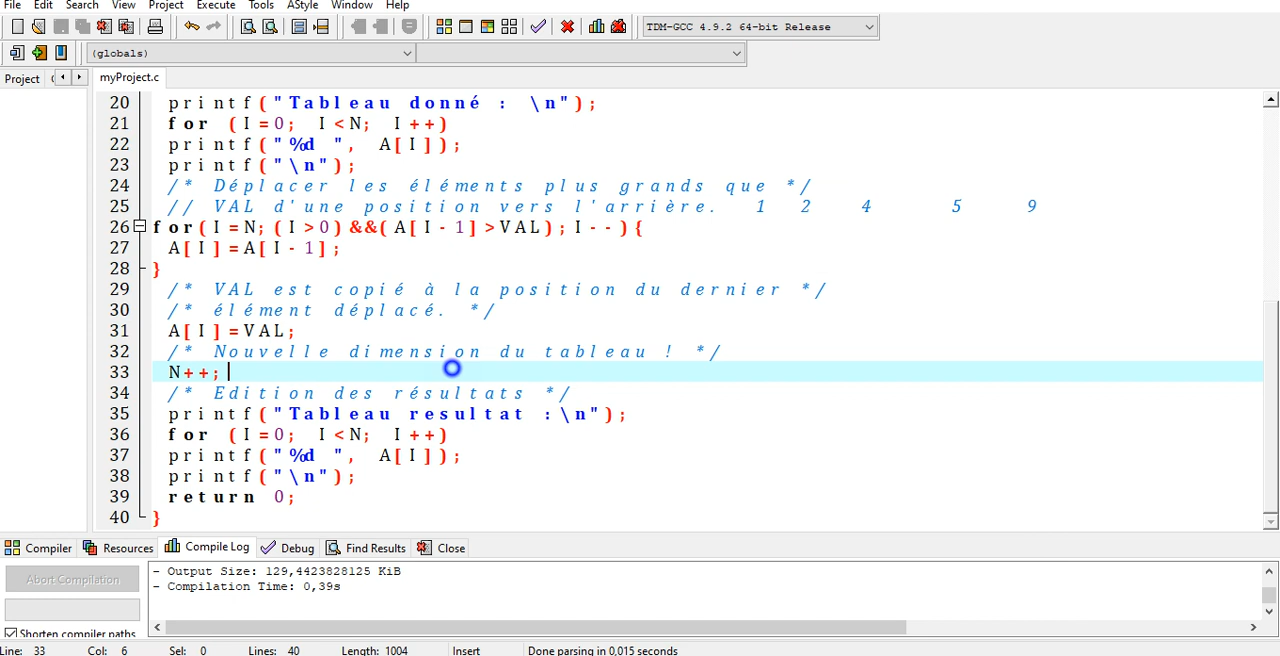 File Edit Search View Project Execute Tools AStyle Window Help
TDM-GCC 4.9.2 64-bit Release
(globals)
Project myProject.c
20 printf("Tableau donné : \n");
21 for (I=0; I<N; I++)
22 printf("%d ", A[I]);
23 printf("\n");
24 /* Déplacer les éléments plus grands que */
25 // VAL d'une position vers l'arrière. 1 2 4 5 9
26 for(I=N;(I>0)&&(A[I-1]>VAL);I--){
27 A[I]=A[I-1];
28 }
29 /* VAL est copié à la position du dernier */
30 /* élément déplacé. */
31 A[I]=VAL;
32 /* Nouvelle dimension du tableau ! */
33 N++;
34 /* Edition des résultats */
35 printf("Tableau resultat :\n");
36 for (I=0; I<N; I++)
37 printf("%d ", A[I]);
38 printf("\n");
39 return 0;
40 }
Compiler Resources Compile Log Debug Find Results Close
Abort Compilation
- Output Size: 129,4423828125 KiB
- Compilation Time: 0,39s
Shorten compiler paths
Line: 33 Col: 6 Sel: 0 Lines: 40 Length: 1004 Insert Done parsing in 0,015 seconds